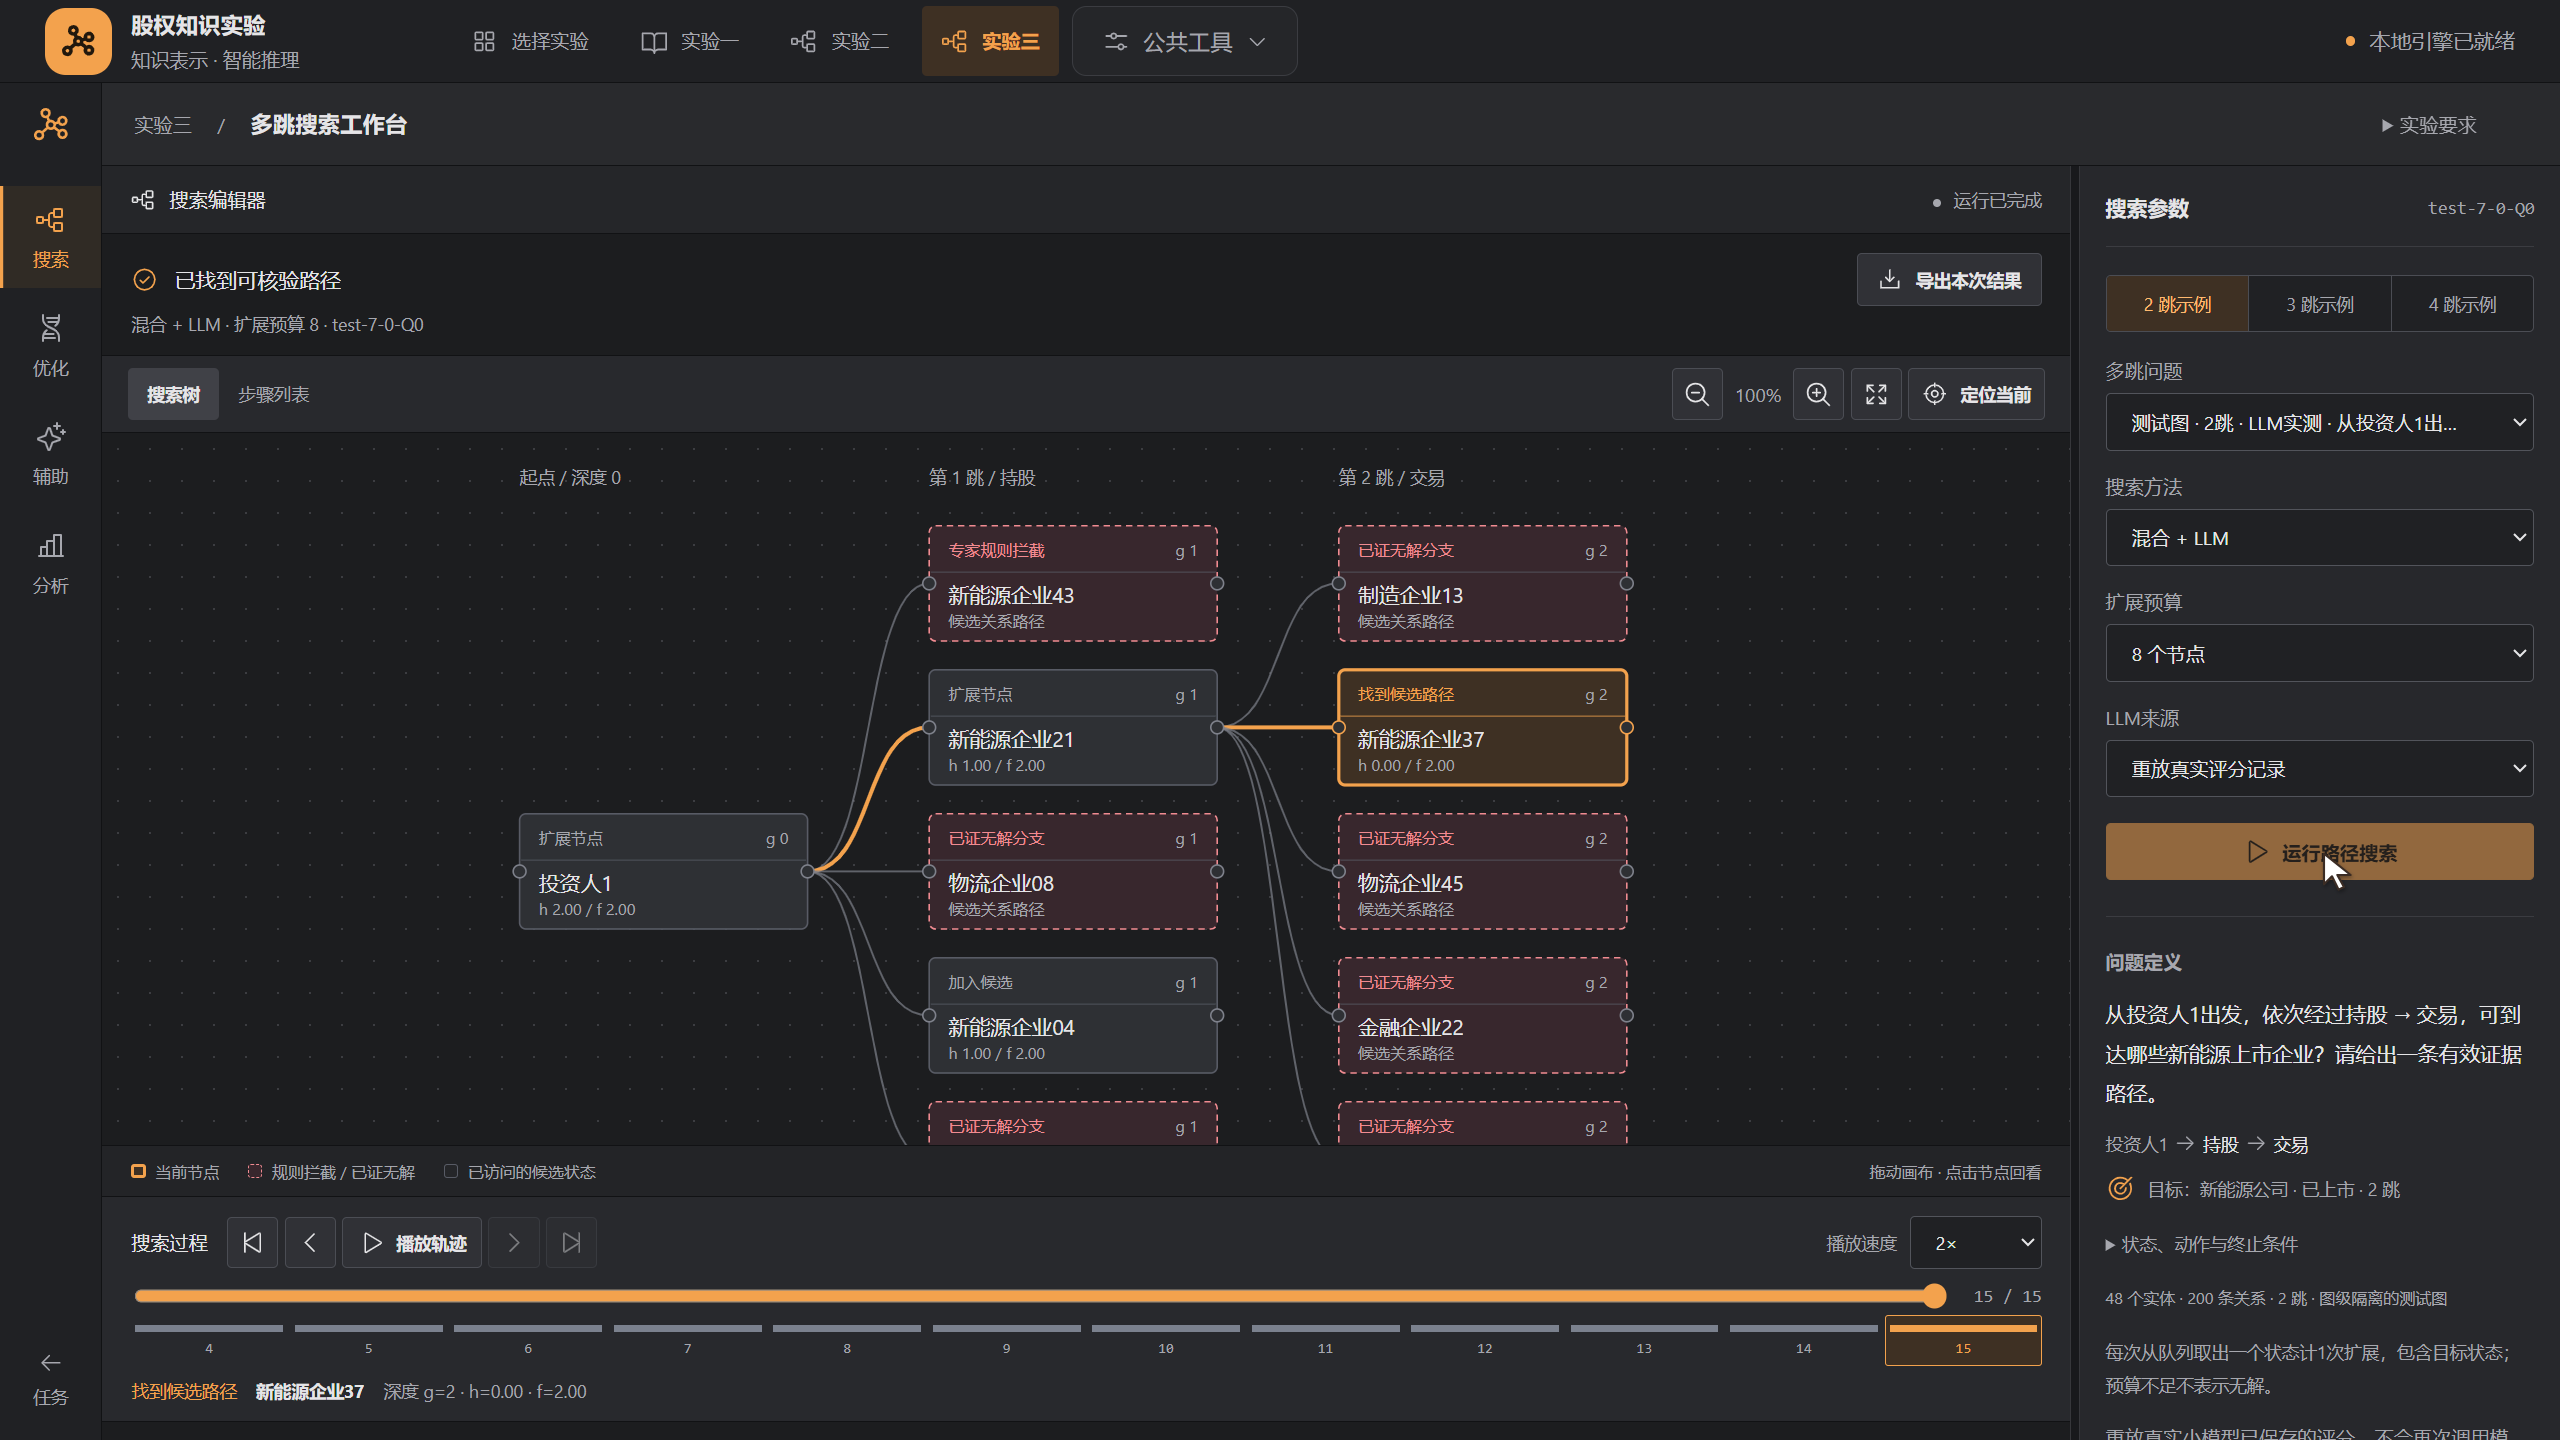 股权知识实验
知识表示 · 智能推理
选择实验
实验一
实验二
实验三
公共工具
本地引擎已就绪
实验三 / 多跳搜索工作台
▶ 实验要求
搜索
优化
辅助
分析
任务
搜索编辑器
运行已完成
已找到可核验路径
混合 + LLM · 扩展预算 8 · test-7-0-Q0
导出本次结果
搜索树
步骤列表
100%
定位当前
起点 / 深度 0
第 1 跳 / 持股
第 2 跳 / 交易
扩展节点 g 0
投资人1
h 2.00 / f 2.00
专家规则拦截 g 1
新能源企业43
候选关系路径
扩展节点 g 1
新能源企业21
h 1.00 / f 2.00
已证无解分支 g 1
物流企业08
候选关系路径
加入候选 g 1
新能源企业04
h 1.00 / f 2.00
已证无解分支 g 1
已证无解分支 g 2
制造企业13
候选关系路径
找到候选路径 g 2
新能源企业37
h 0.00 / f 2.00
已证无解分支 g 2
物流企业45
候选关系路径
已证无解分支 g 2
金融企业22
候选关系路径
已证无解分支 g 2
当前节点
规则拦截 / 已证无解
已访问的候选状态
拖动画布 · 点击节点回看
搜索过程
播放轨迹
播放速度
2×
15 / 15
4 5 6 7 8 9 10 11 12 13 14 15
找到候选路径 新能源企业37 深度 g=2 · h=0.00 · f=2.00
搜索参数
test-7-0-Q0
2 跳示例
3 跳示例
4 跳示例
多跳问题
测试图 · 2跳 · LLM实测 · 从投资人1出...
搜索方法
混合 + LLM
扩展预算
8 个节点
LLM来源
重放真实评分记录
运行路径搜索
问题定义
从投资人1出发，依次经过持股 → 交易，可到
达哪些新能源上市企业？请给出一条有效证据
路径。
投资人1 → 持股 → 交易
目标：新能源公司 · 已上市 · 2 跳
▶ 状态、动作与终止条件
48 个实体 · 200 条关系 · 2 跳 · 图级隔离的测试图
每次从队列取出一个状态计1次扩展，包含目标状态；
预算不足不表示无解。
重放真实小模型已保存的评分，不会再次调用模